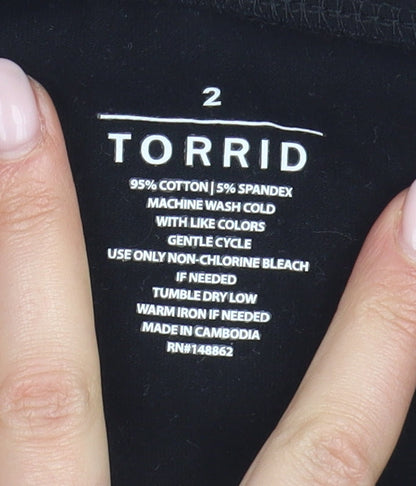 2
TORRID
95% COTTON | 5% SPANDEX
MACHINE WASH COLD
WITH LIKE COLORS
GENTLE CYCLE
USE ONLY NON-CHLORINE BLEACH
IF NEEDED
TUMBLE DRY LOW
WARM IRON IF NEEDED
MADE IN CAMBODIA
RN#148862